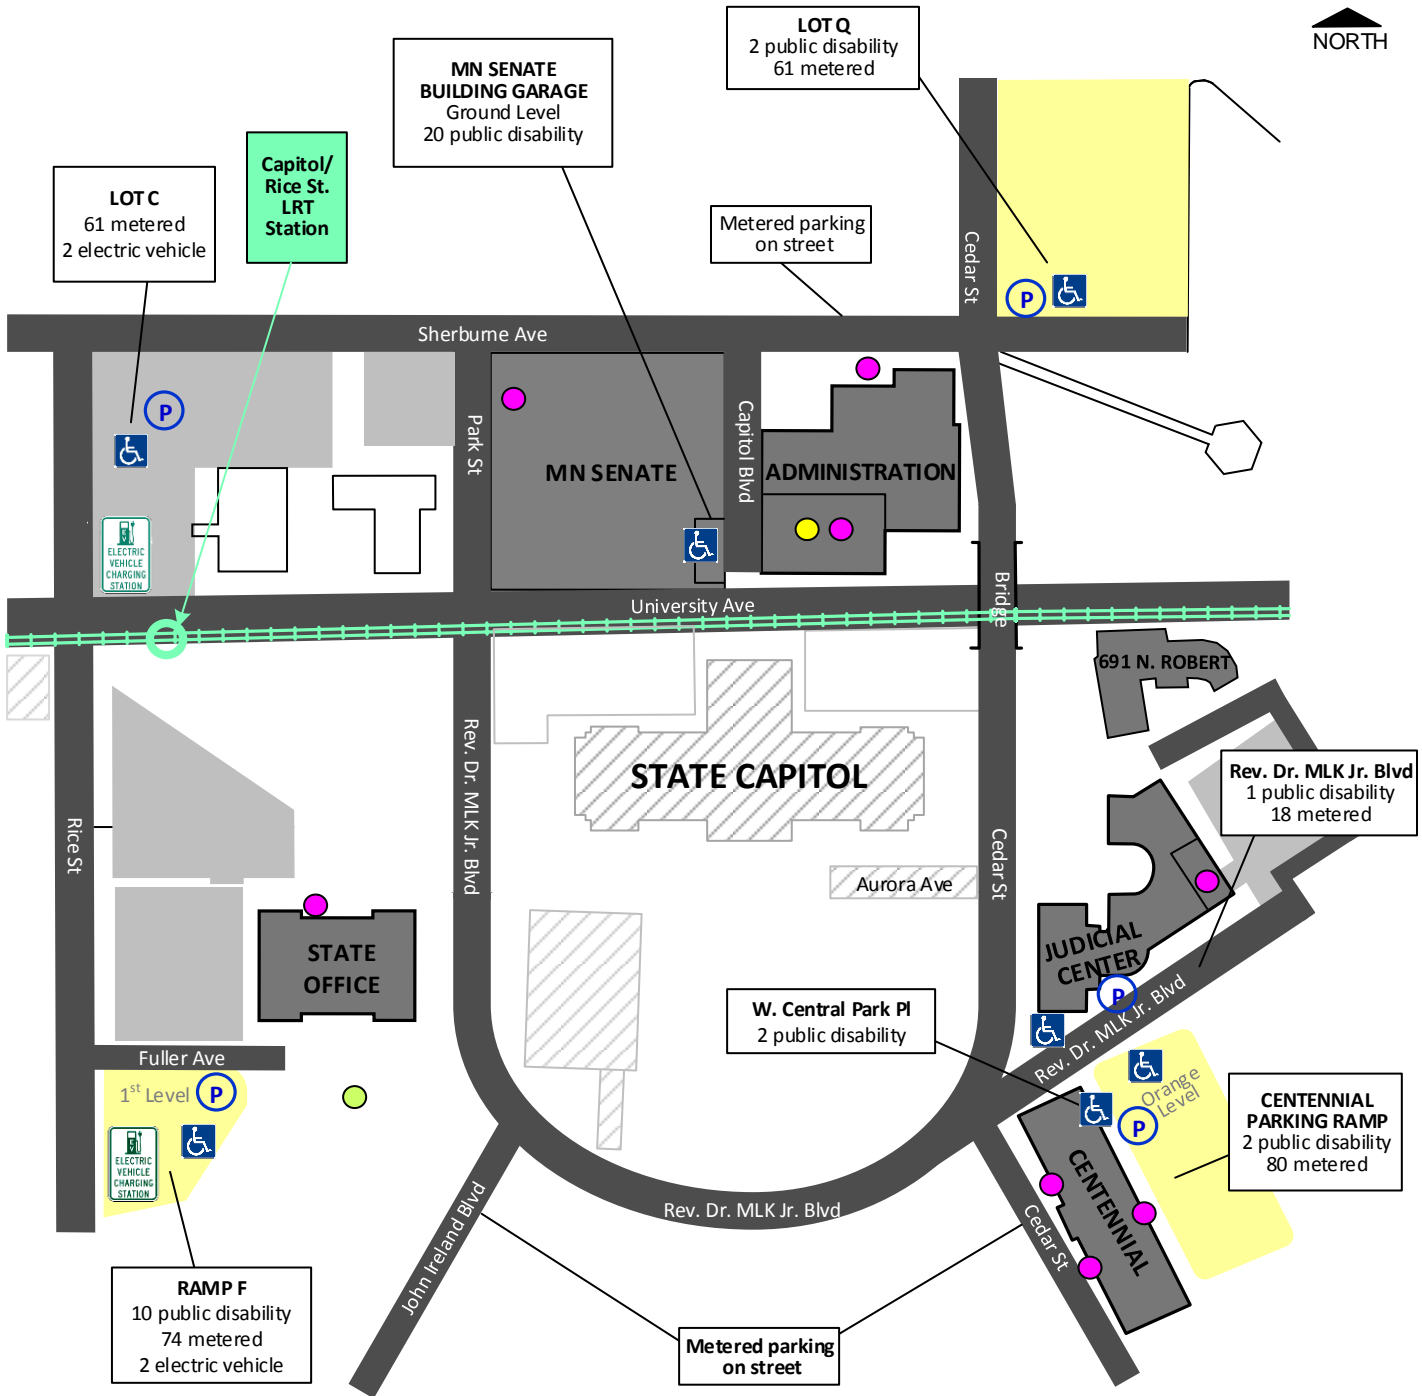 NORTH
LOT Q
2 public disability
61 metered
MN SENATE
BUILDING GARAGE
Ground Level
20 public disability
Capitol/
Rice St.
LRT
Station
LOT C
61 metered
2 electric vehicle
Metered parking
on street
Cedar St
P
Sherburne Ave
P
Park St
MN SENATE
Capitol Blvd
ADMINISTRATION
ELECTRIC
VEHICLE
CHARGING
STATION
University Ave
Bridge
691 N. ROBERT
Rev. Dr. MLK Jr. Blvd
STATE CAPITOL
Rev. Dr. MLK Jr. Blvd
1 public disability
18 metered
Rice St
Cedar St
Aurora Ave
STATE
OFFICE
JUDICIAL
CENTER
P
Rev. Dr. MLK Jr. Blvd
W. Central Park Pl
2 public disability
Fuller Ave
1st Level
P
ELECTRIC
VEHICLE
CHARGING
STATION
Orange
Level
P
CENTENNIAL
PARKING RAMP
2 public disability
80 metered
CENTENNIAL
Rev. Dr. MLK Jr. Blvd
John Ireland Blvd
Cedar St
RAMP F
10 public disability
74 metered
2 electric vehicle
Metered parking
on street